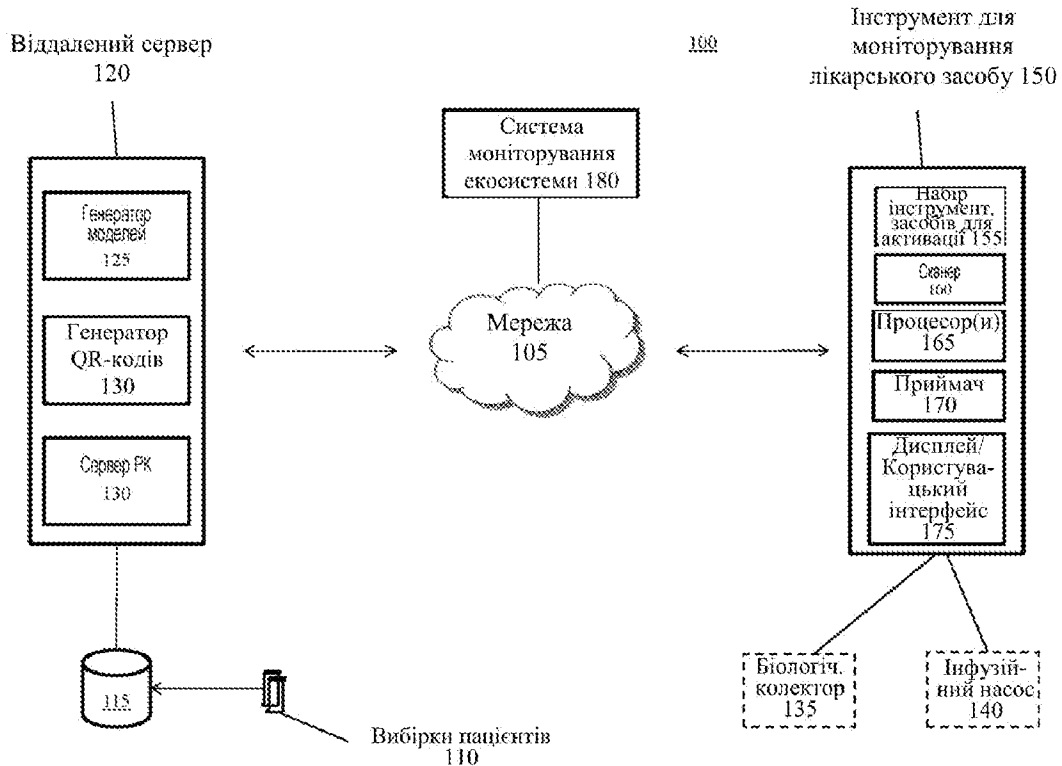 Віддалений сервер
120
Генератор
моделей
125
Генератор
QR-кодів
130
Сервер РК
130
115
Вибірки пацієнтів
110
100
Система
моніторування
екосистеми 180
Мережа
105
Інструмент для
моніторування
лікарського засобу 150
Набір
інструмент.
засобів для
активації 155
Сканер
160
Процесор(и)
165
Приймач
170
Дисплей/
Користува-
цький
інтерфейс
175
Біологіч.
колектор
135
Інфузій-
ний насос
140